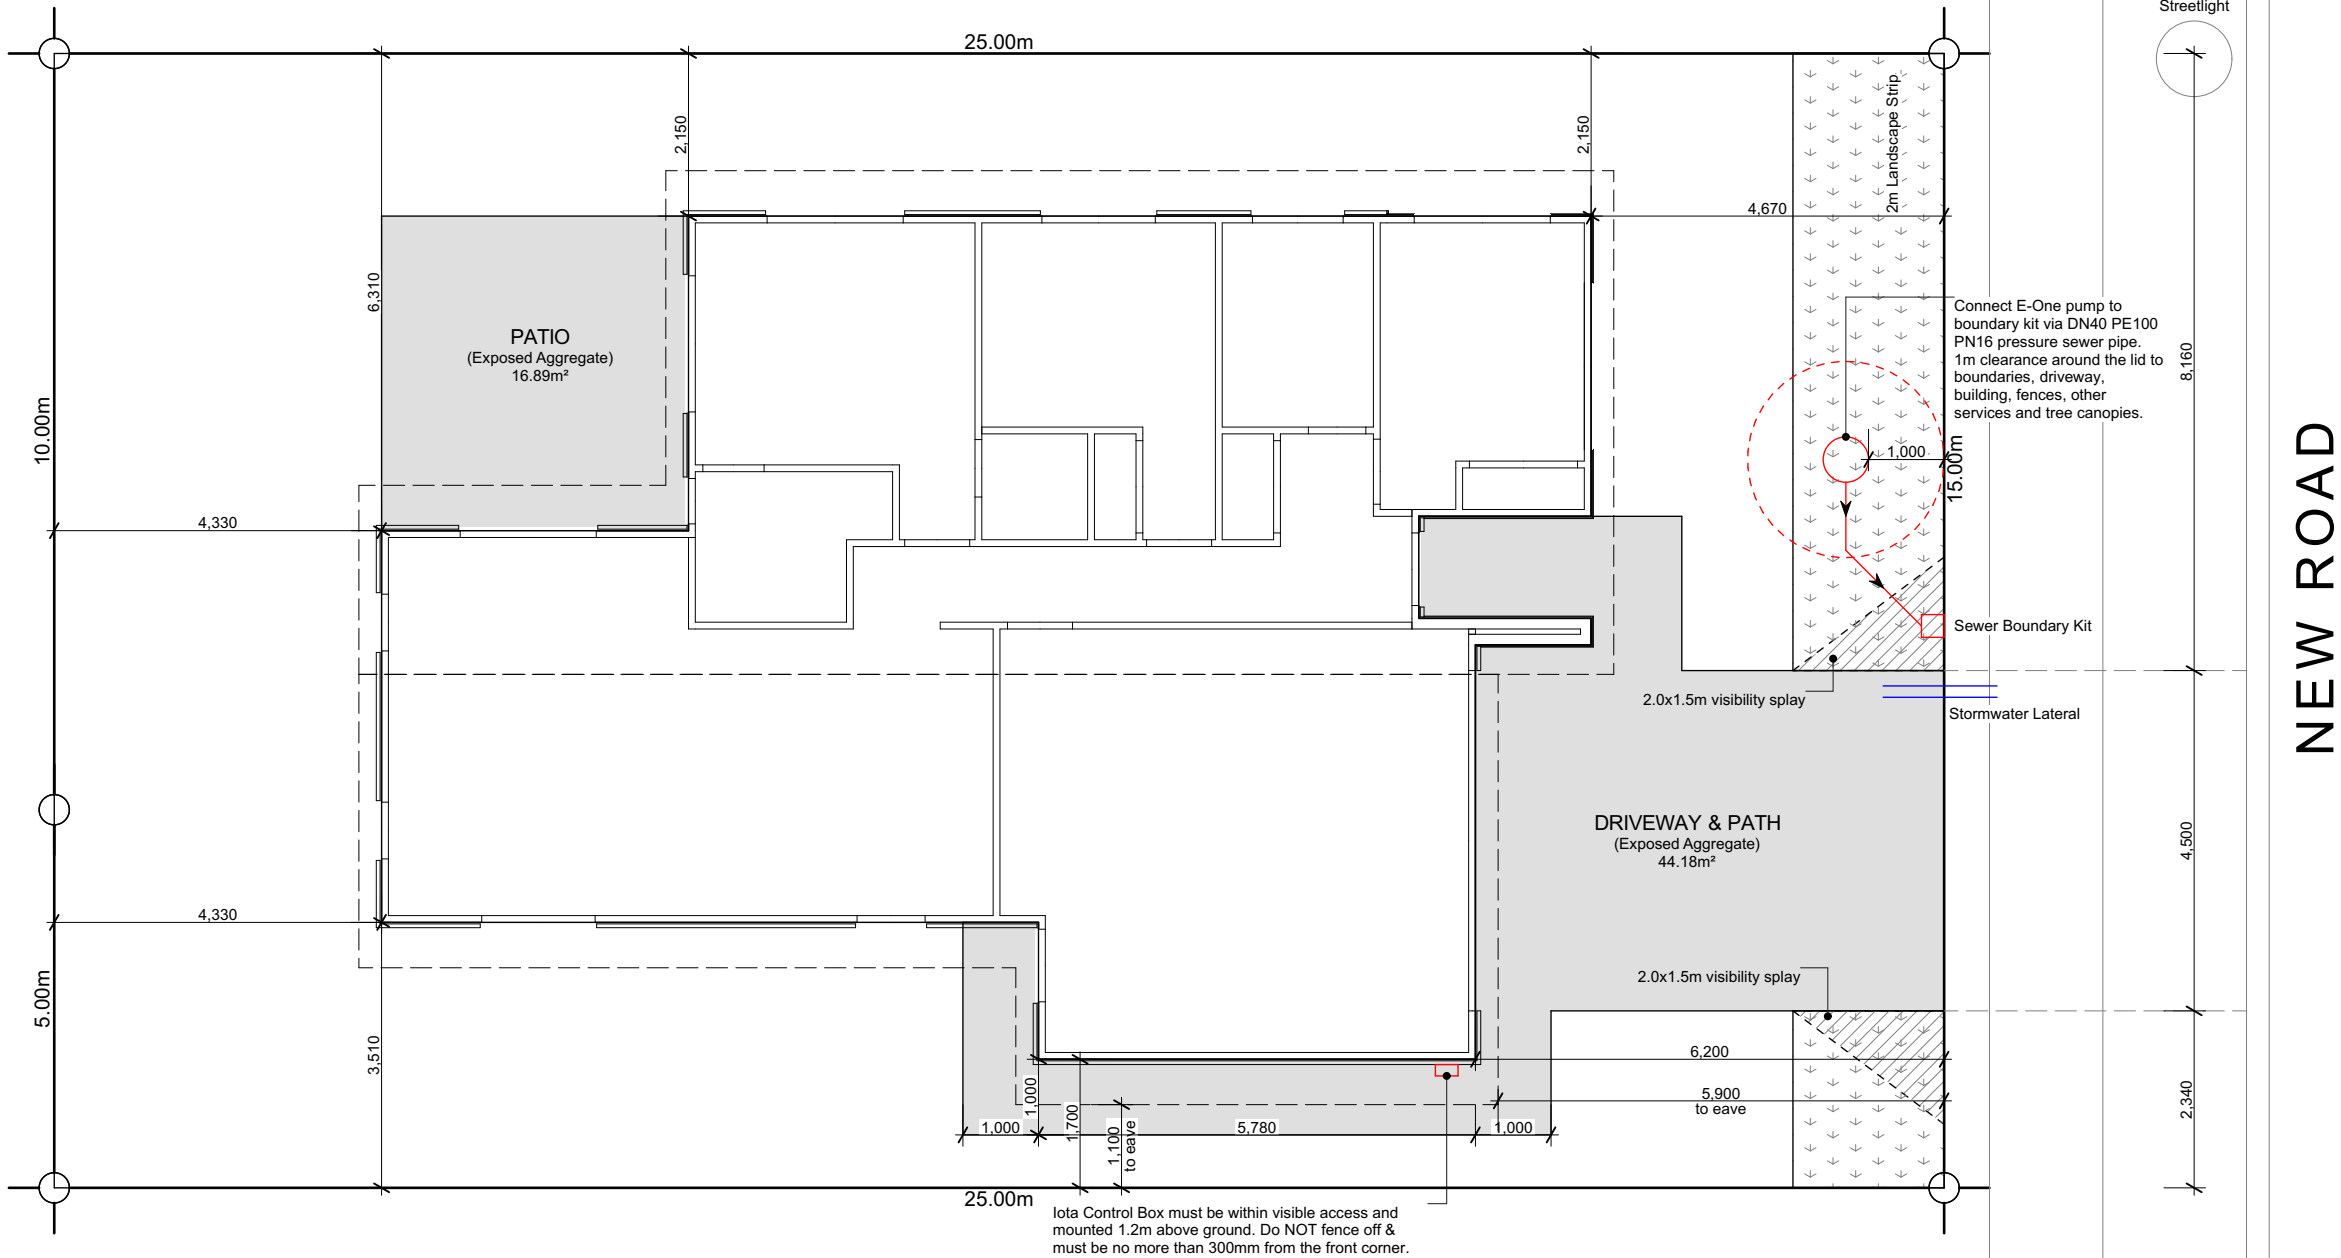 Streetlight
25.00m
2,150
2,150
2m Landscape Strip
4,670
6,310
PATIO
(Exposed Aggregate)
16.89m²
Connect E-One pump to
boundary kit via DN40 PE100
PN16 pressure sewer pipe.
1m clearance around the lid to
boundaries, driveway,
building, fences, other
services and tree canopies.
8,160
10.00m
1,000
15.00m
NEW ROAD
4,330
Sewer Boundary Kit
2.0x1.5m visibility splay
Stormwater Lateral
DRIVEWAY & PATH
(Exposed Aggregate)
44.18m²
4,500
4,330
2.0x1.5m visibility splay
5.00m
3,510
6,200
5,900
to eave
1,000
1,700
1,100
to eave
1,000
5,780
1,000
2,340
25.00m
Iota Control Box must be within visible access and
mounted 1.2m above ground. Do NOT fence off &
must be no more than 300mm from the front corner.